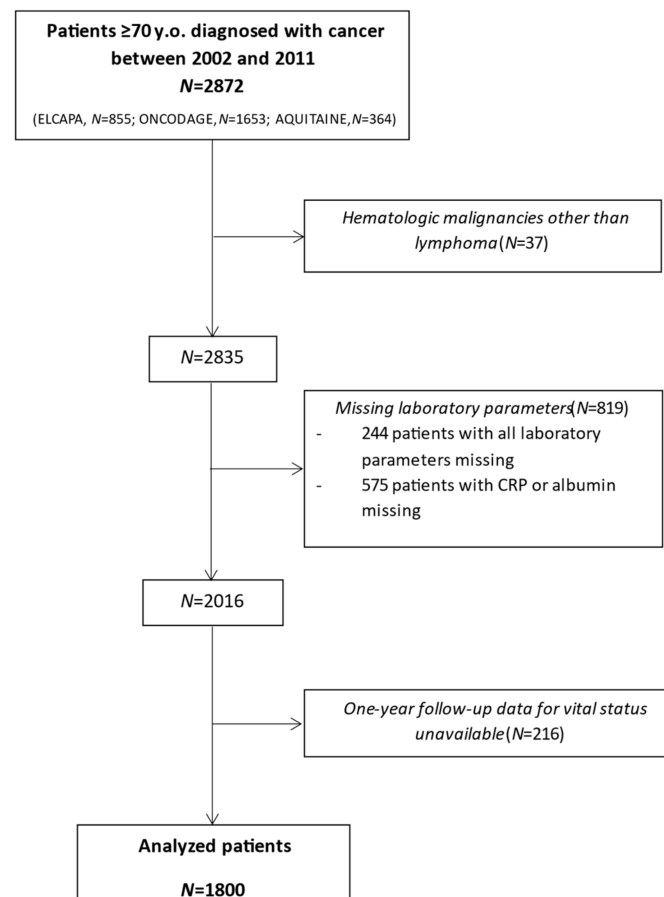 Patients ≥70 y.o. diagnosed with cancer
between 2002 and 2011
N=2872
(ELCAPA, N=855; ONCODAGE, N=1653; AQUITAINE, N=364)
Hematologic malignancies other than
lymphoma (N=37)
N=2835
Missing laboratory parameters (N=819)
- 244 patients with all laboratory
parameters missing
- 575 patients with CRP or albumin
missing
N=2016
One-year follow-up data for vital status
unavailable (N=216)
Analyzed patients
N=1800